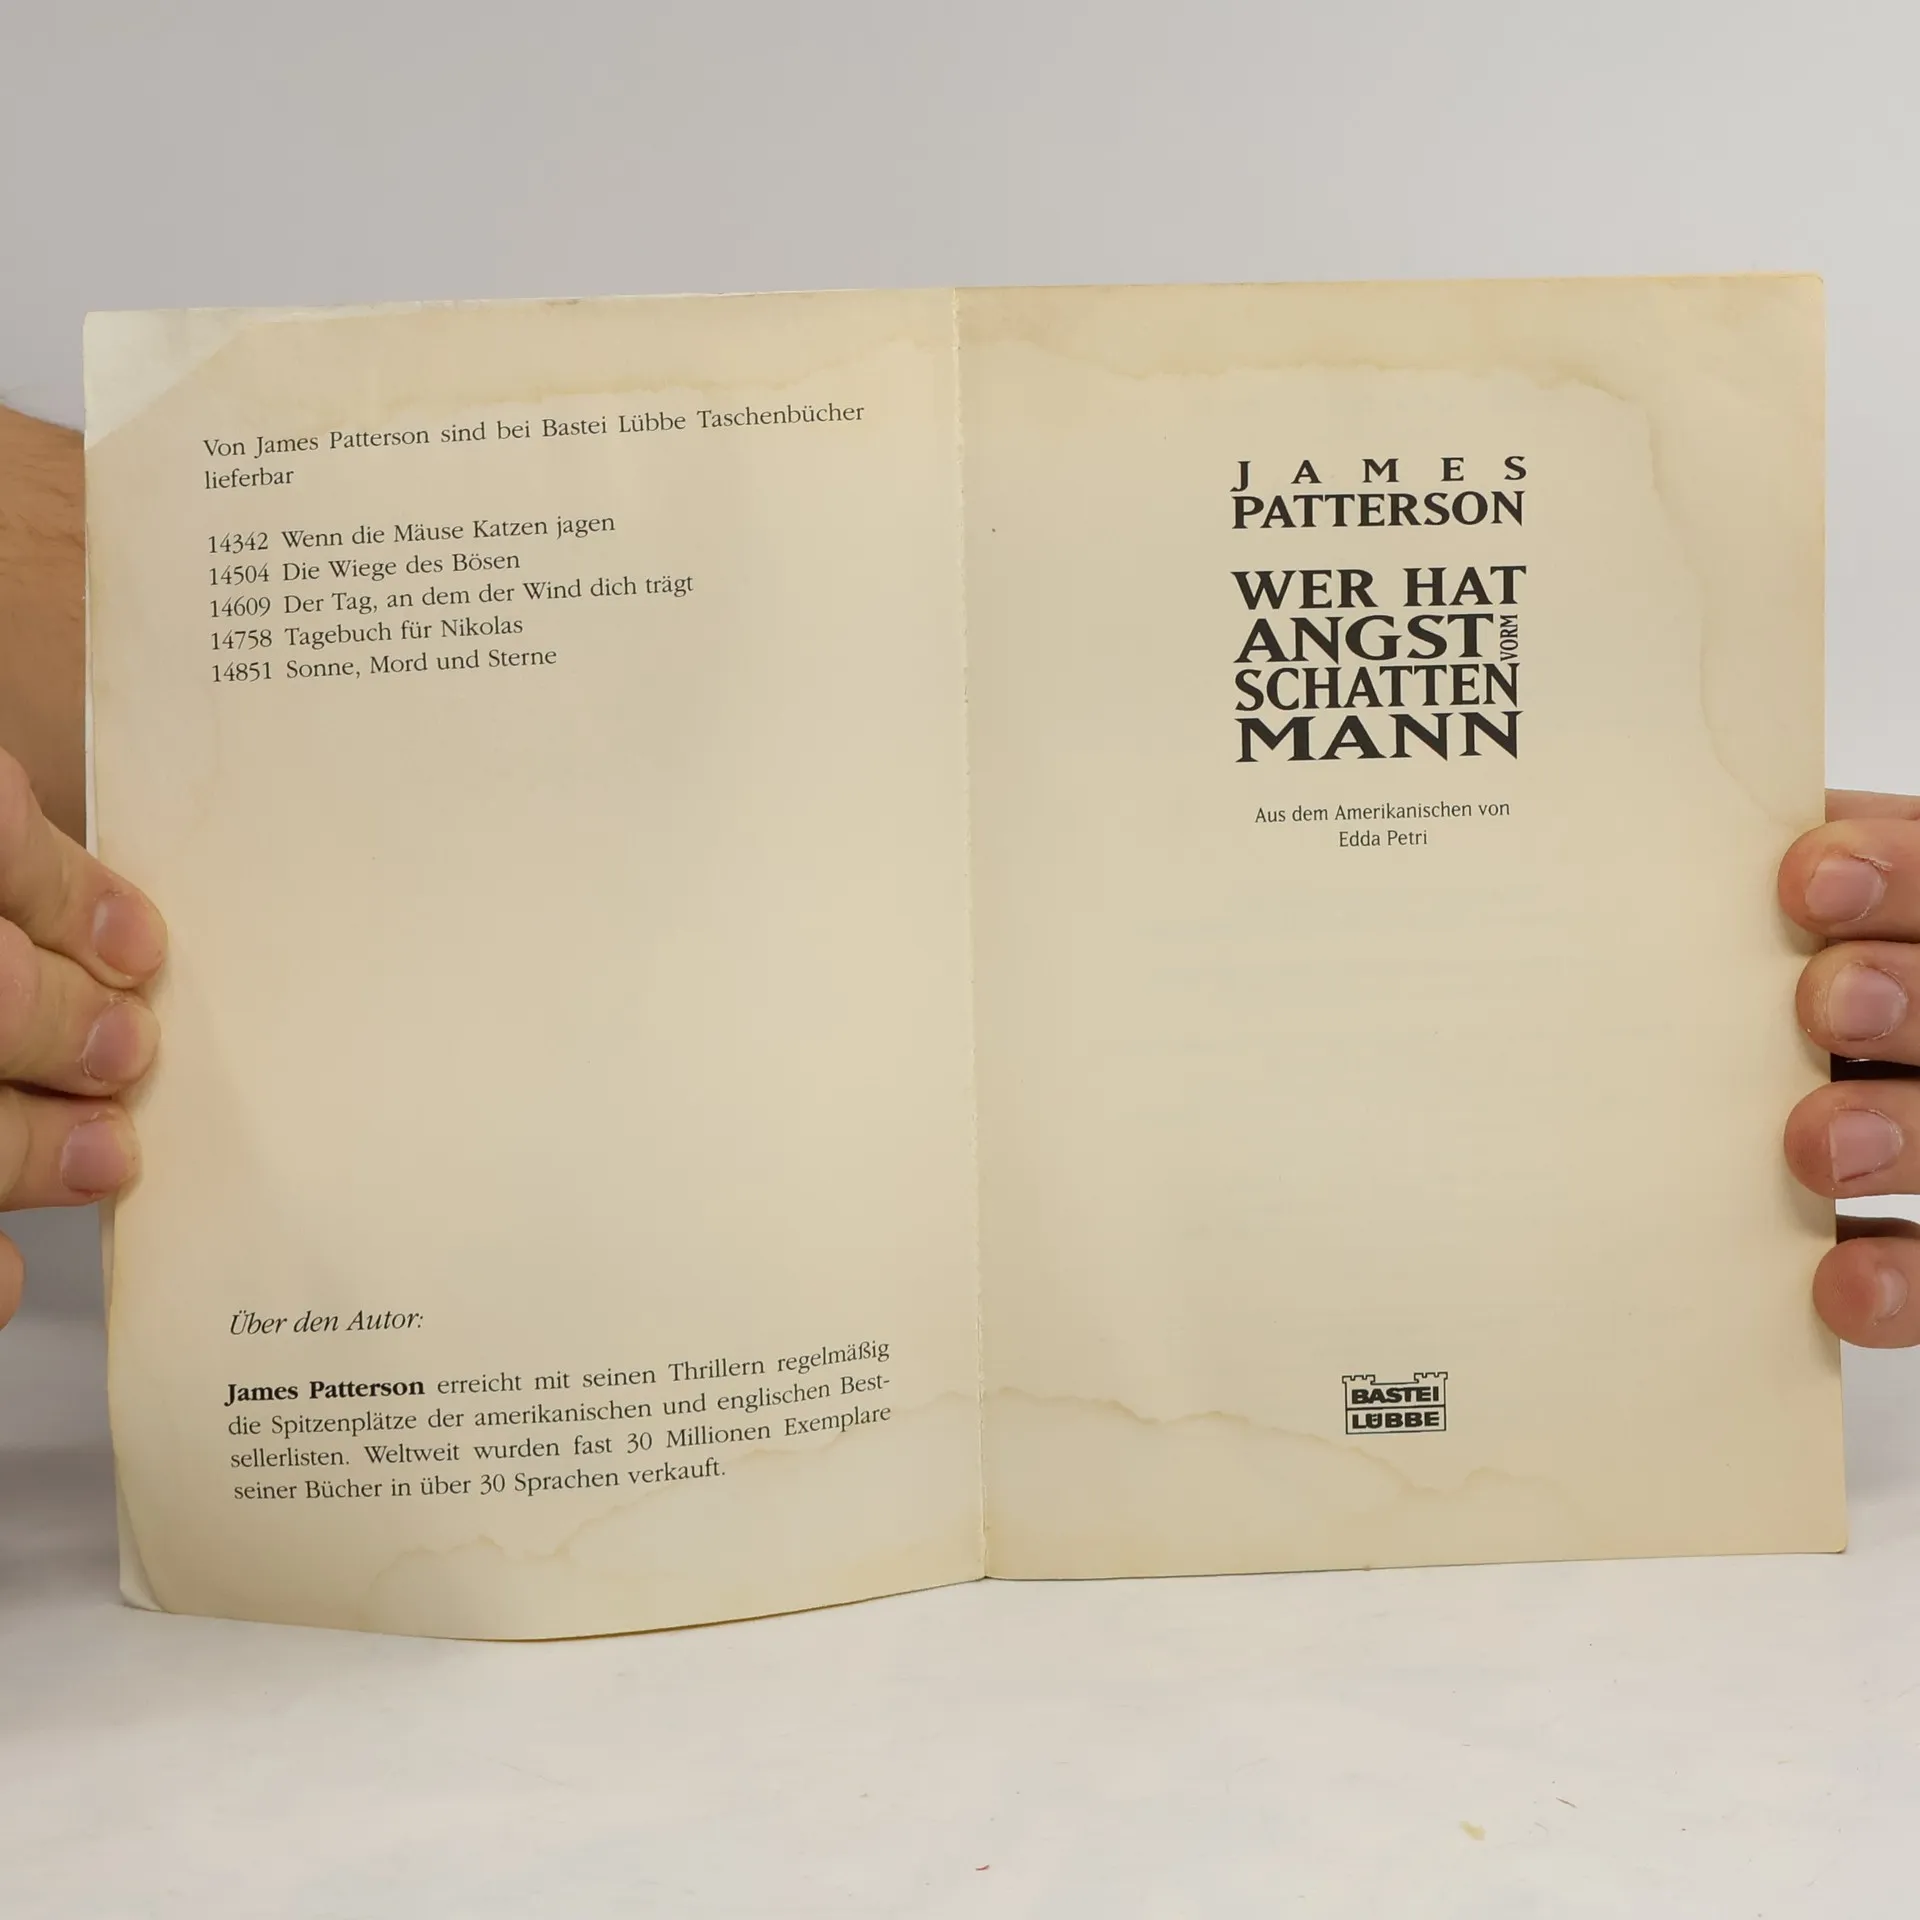 Von James Patterson sind bei Bastei Lübbe Taschenbücher
lieferbar
14342 Wenn die Mäuse Katzen jagen
14504 Die Wiege des Bösen
14609 Der Tag, an dem der Wind dich trägt
14758 Tagebuch für Nikolas
14851 Sonne, Mord und Sterne
Über den Autor:
James Patterson erreicht mit seinen Thrillern regelmäßig
die Spitzenplätze der amerikanischen und englischen Best-
sellerlisten. Weltweit wurden fast 30 Millionen Exemplare
seiner Bücher in über 30 Sprachen verkauft.
JAMES
PATTERSON
WER HAT
ANGST VORM
SCHATTEN
MANN
Aus dem Amerikanischen von
Edda Petri
BASTEI
LÜBBE